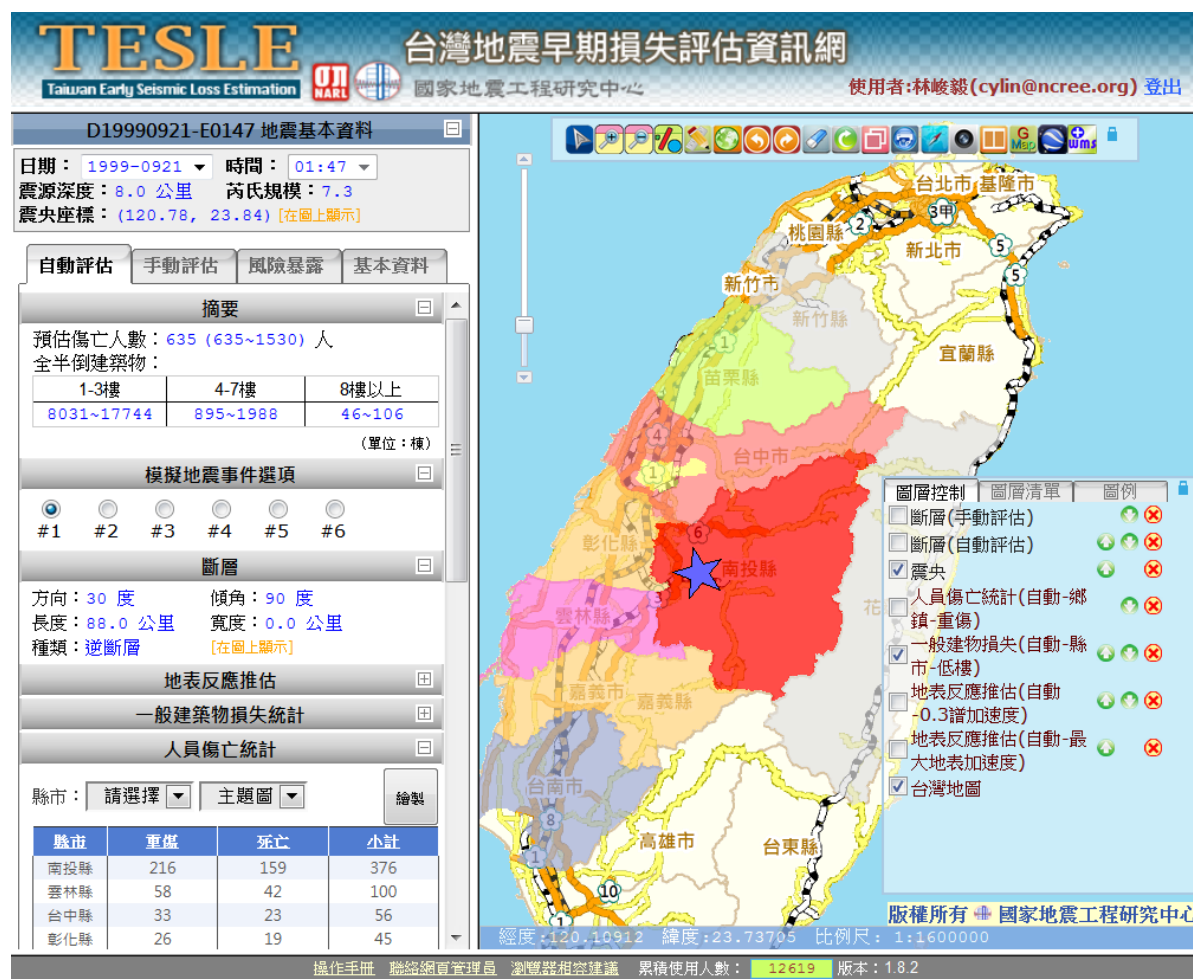 TESLE
Taiwan Early Seismic Loss Estimation
NARL
台灣地震早期損失評估資訊網
國家地震工程研究中心
使用者:林峻毅(cylin@ncree.org) 登出
D19990921-E0147 地震基本資料
日期： 1999-0921 時間： 01:47
震源深度：8.0 公里 芮氏規模：7.3
震央座標：(120.78, 23.84) [在圖上顯示]
自動評估 手動評估 風險暴露 基本資料
摘要
預估傷亡人數：635 (635~1530) 人
全半倒建築物：
1-3樓 4-7樓 8樓以上
8031~17744 895~1988 46~106
(單位：棟)
模擬地震事件選項
#1 #2 #3 #4 #5 #6
斷層
方向：30 度 傾角：90 度
長度：88.0 公里 寬度：0.0 公里
種類：逆斷層 [在圖上顯示]
地表反應推估
一般建築物損失統計
人員傷亡統計
縣市： 請選擇 主題圖 繪製
縣市 重傷 死亡 小計
南投縣 216 159 376
雲林縣 58 42 100
台中縣 33 23 56
彰化縣 26 19 45
G Map
wms
台北市 基隆市
3甲
桃園縣 2
新北市 5
5
新竹市
新竹縣
1
宜蘭縣
苗栗縣
4
台中市
1
6
彰化縣
南投縣
3
雲林縣
花
嘉義市 嘉義縣
台南市
8
1
高雄市 台東縣
10
1
圖層控制 圖層清單 圖例
斷層(手動評估)
斷層(自動評估)
震央
人員傷亡統計(自動-鄉
鎮-重傷)
一般建物損失(自動-縣
市-低樓)
地表反應推估(自動
-0.3譜加速度)
地表反應推估(自動-最
大地表加速度)
台灣地圖
版權所有 國家地震工程研究中心
經度:120.10912 緯度:23.73705 比例尺： 1:1600000
操作手冊 聯絡網頁管理員 瀏覽器相容建議 累積使用人數： 12619 版本：1.8.2